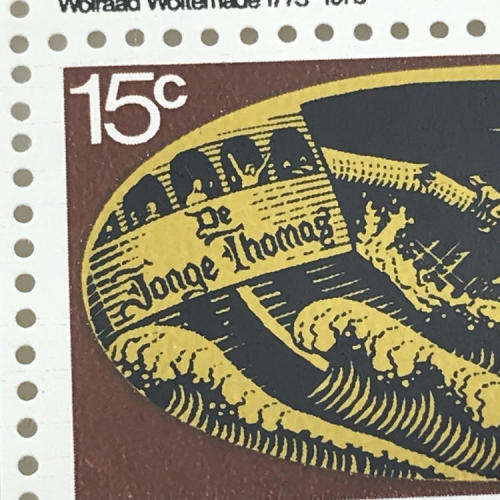 Wolraad Woltemade 1773-1973
15c
De
Jonge Thomas